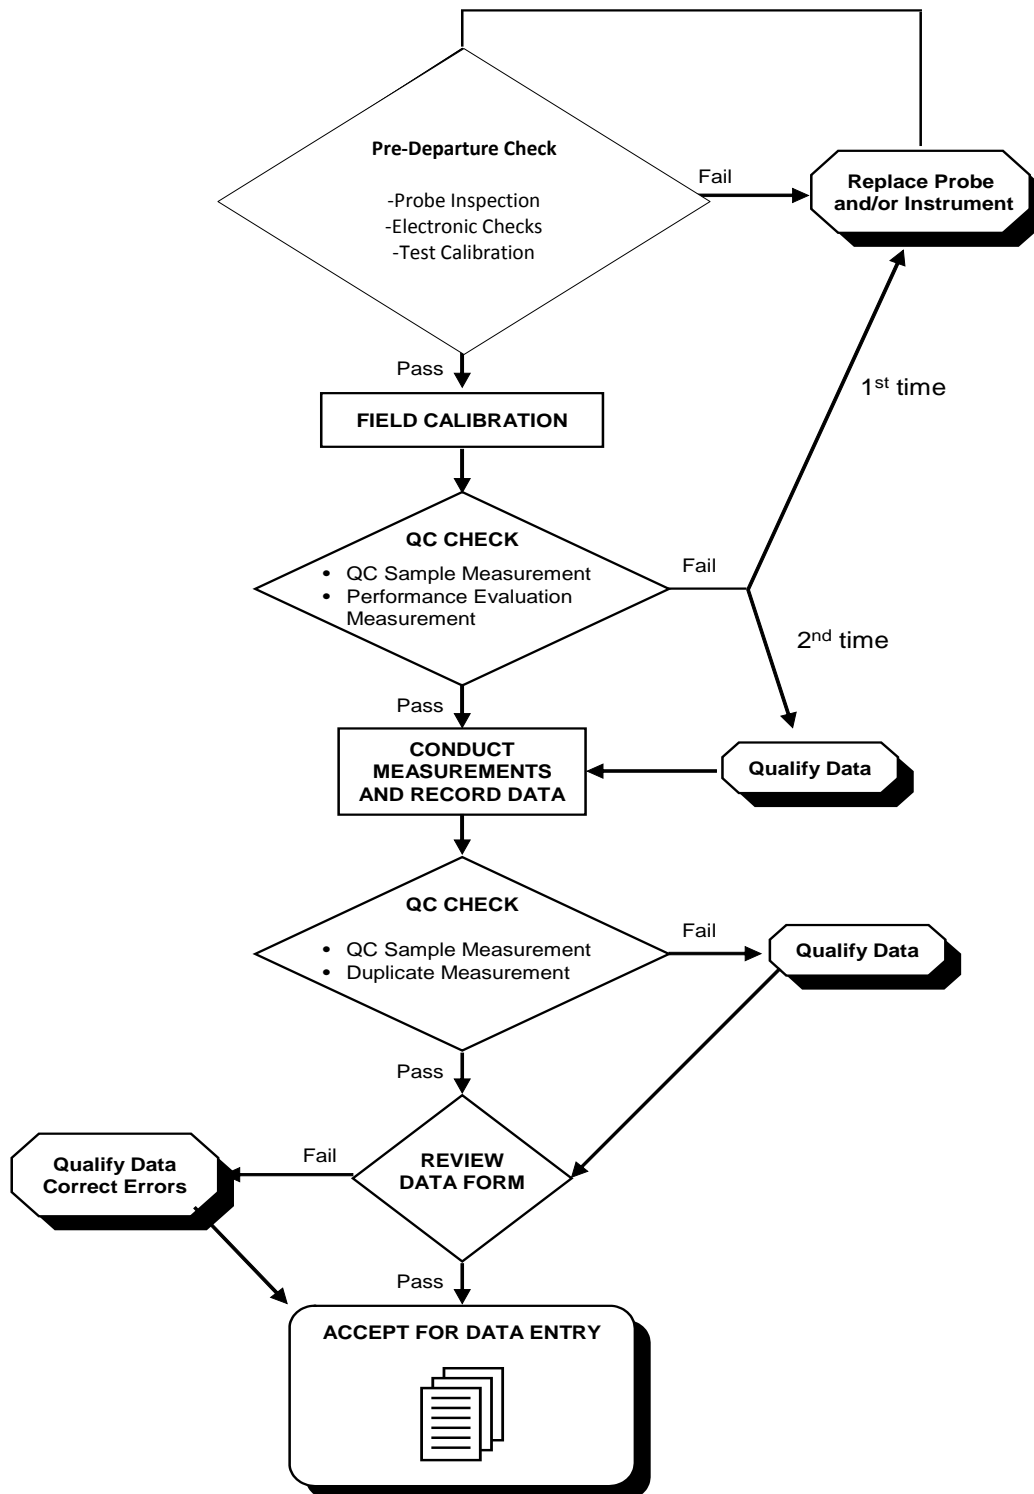 Pre-Departure Check
-Probe Inspection
-Electronic Checks
-Test Calibration
Fail
Replace Probe
and/or Instrument
Pass
1st time
FIELD CALIBRATION
QC CHECK
• QC Sample Measurement
• Performance Evaluation
Measurement
Fail
2nd time
Pass
CONDUCT
MEASUREMENTS
AND RECORD DATA
Qualify Data
QC CHECK
• QC Sample Measurement
• Duplicate Measurement
Fail
Qualify Data
Pass
REVIEW
DATA FORM
Fail
Qualify Data
Correct Errors
Pass
ACCEPT FOR DATA ENTRY